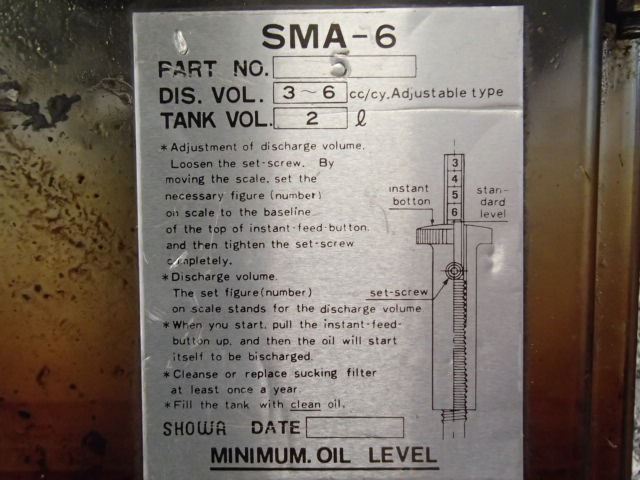 SMA-6
PART NO. 5
DIS. VOL. 3~6 cc/cy. Adjustable type
TANK VOL. 2 ℓ
* Adjustment of discharge volume.
Loosen the set-screw. By
moving the scale, set the
necessary figure (number)
on scale to the baseline
of the top of instant-feed-button.
and then tighten the set-screw
completely.
* Discharge volume.
The set figure(number)
on scale stands for the discharge volume
* When you start, pull the instant-feed-
button up, and then the oil will start
itself to be bischarged.
* Cleanse or replace sucking filter
at least once a year.
* Fill the tank with clean oil.
3
4
5
6
instant
botton
stan-
dard
level
set-screw
SHOWA DATE
MINIMUM. OIL LEVEL